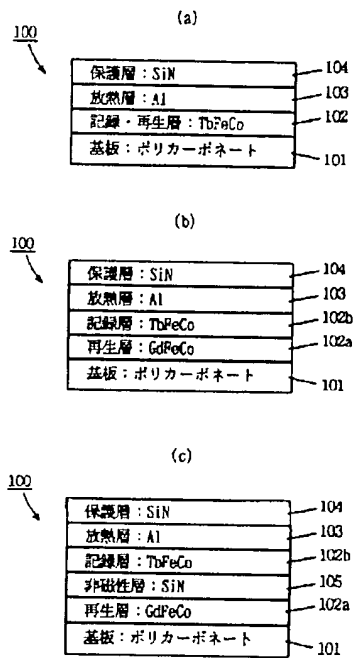 (a)
100
保護層：SiN 104
放熱層：Al 103
記録・再生層：TbFeCo 102
基板：ポリカーボネート 101
(b)
100
保護層：SiN 104
放熱層：Al 103
記録層：TbFeCo 102b
再生層：GdFeCo 102a
基板：ポリカーボネート 101
(c)
100
保護層：SiN 104
放熱層：Al 103
記録層：TbFeCo 102b
非磁性層：SiN 105
再生層：GdFeCo 102a
基板：ポリカーボネート 101